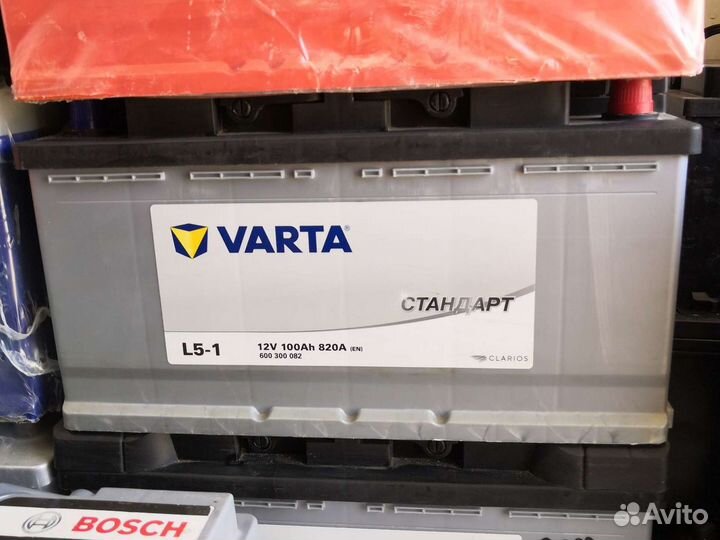 VARTA®
СТАНДАРТ
L5-1
12V 100Ah 820A (EN)
600 300 082
CLARIOS
BOSCH
Avito